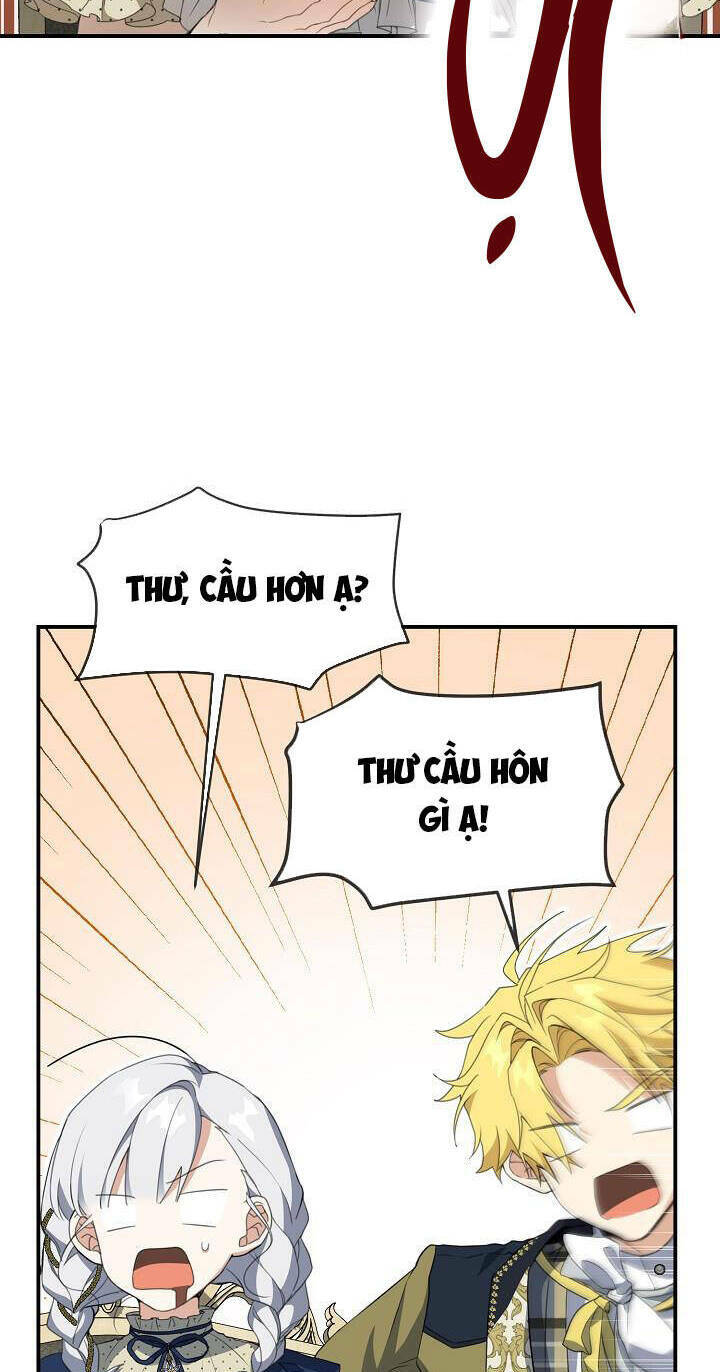 Ự
THƯ, CẦU HƠN Ạ?
THƯ CẦU HÔN
GÌ Ạ!